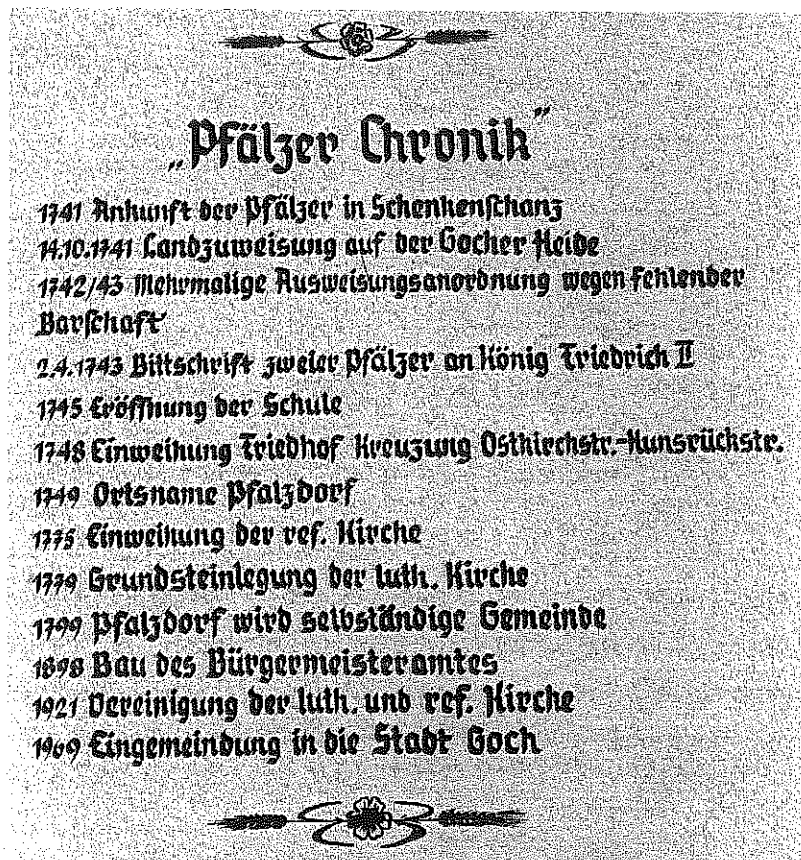 „Pfälzer Chronik"
1741 Ankunft der Pfälzer in Schenkenschanz
14.10.1741 Landzuweisung auf der Gocher Heide
1742/43 Mehrmalige Ausweisungsanordnung wegen fehlender
Barschaft
2.4.1743 Bittschrift zweier Pfälzer an König Friedrich II
1745 Eröffnung der Schule
1748 Einweihung Friedhof Kreuzung Ostkirchstr.-Hunsrückstr.
1749 Ortsname Pfalzdorf
1775 Einweihung der ref. Kirche
1779 Grundsteinlegung der luth. Kirche
1799 Pfalzdorf wird selbständige Gemeinde
1898 Bau des Bürgermeisteramtes
1921 Vereinigung der luth. und ref. Kirche
1969 Eingemeindung in die Stadt Goch